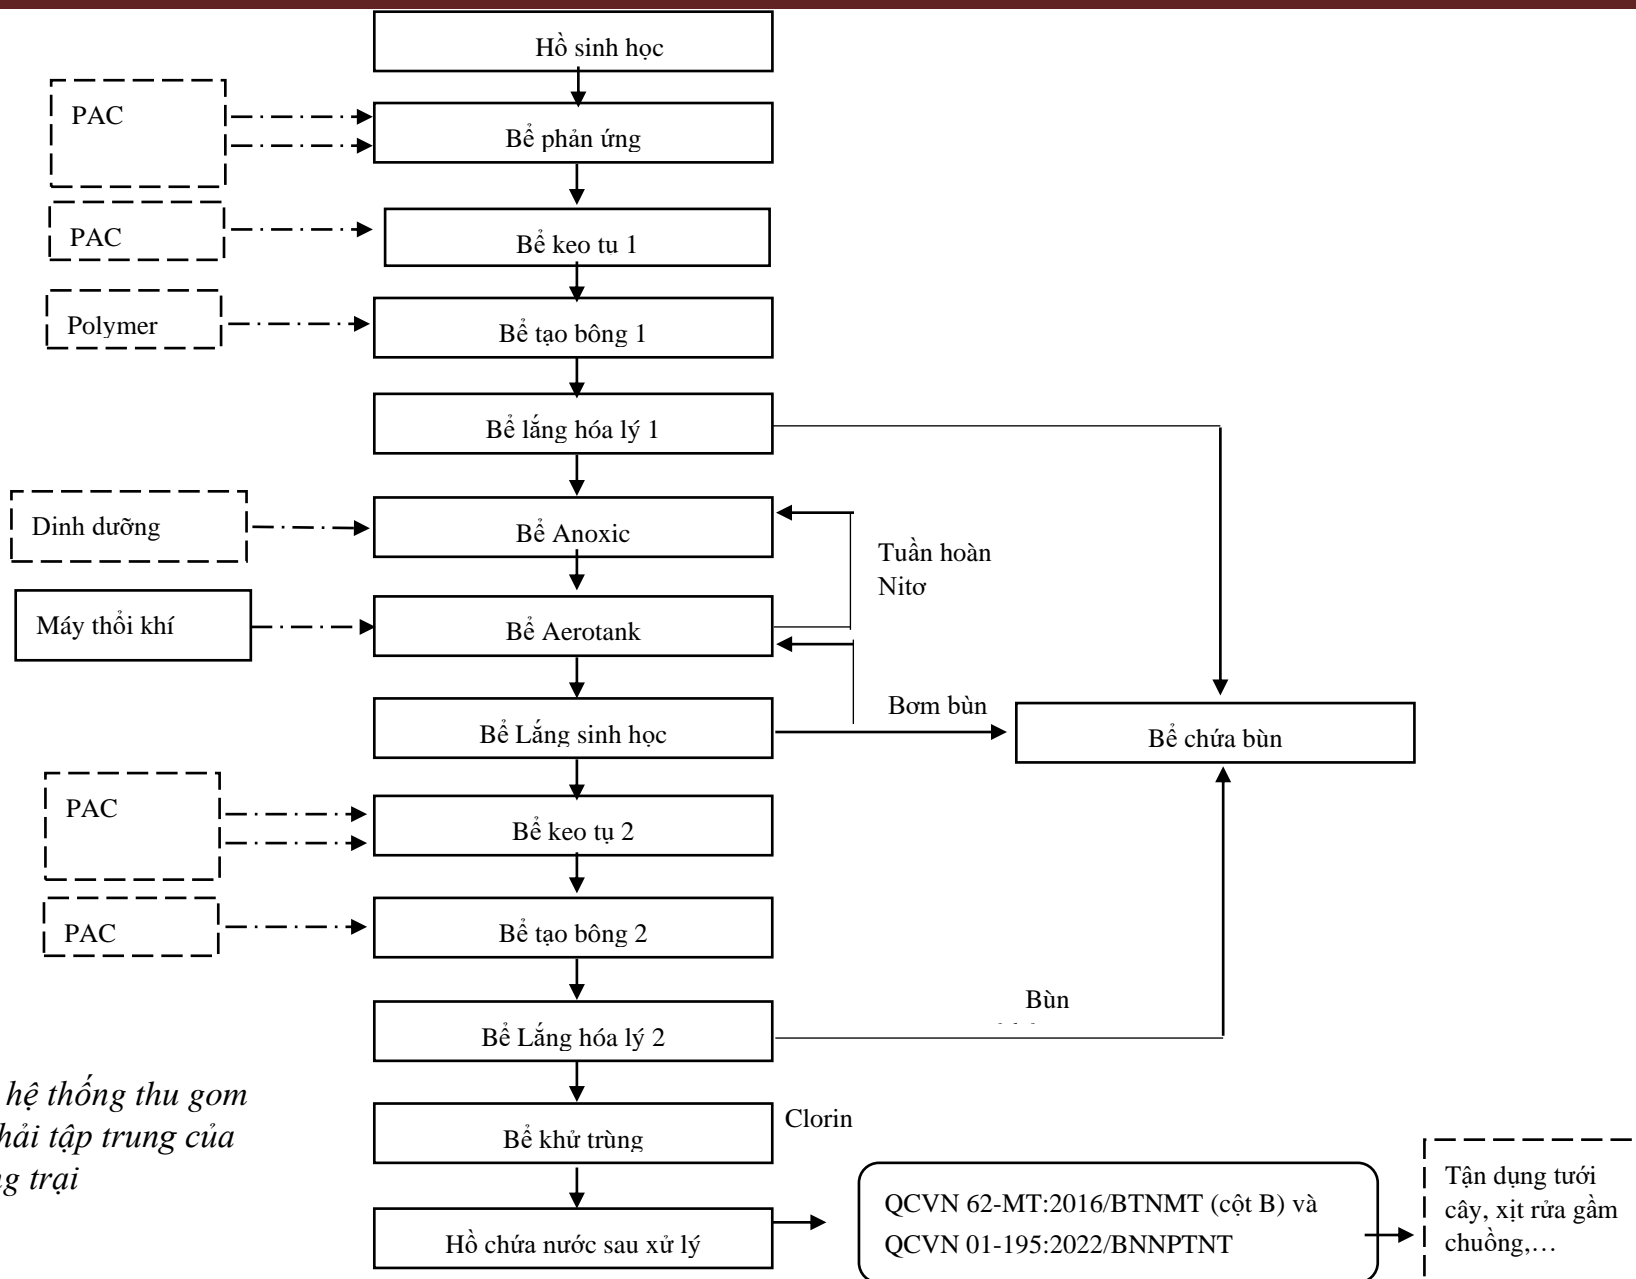 Hồ sinh học
PAC
Bể phản ứng
PAC
Bể keo tụ 1
Polymer
Bể tạo bông 1
Bể lắng hóa lý 1
Dinh dưỡng
Bể Anoxic
Tuần hoàn
Nitơ
Máy thổi khí
Bể Aerotank
Bơm bùn
Bể Lắng sinh học
Bể chứa bùn
PAC
Bể keo tụ 2
PAC
Bể tạo bông 2
Bùn
Bể Lắng hóa lý 2
hệ thống thu gom
hải tập trung của
g trại
Clorin
Bể khử trùng
QCVN 62-MT:2016/BTNMT (cột B) và
QCVN 01-195:2022/BNNPTNT
Tận dụng tưới
cây, xịt rửa gầm
chuồng,…
Hồ chứa nước sau xử lý